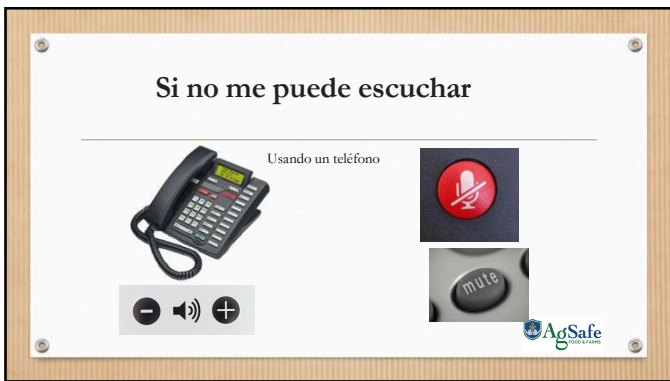 Si no me puede escuchar
Usando un teléfono
mute
AgSafe
FOOD & FARMS